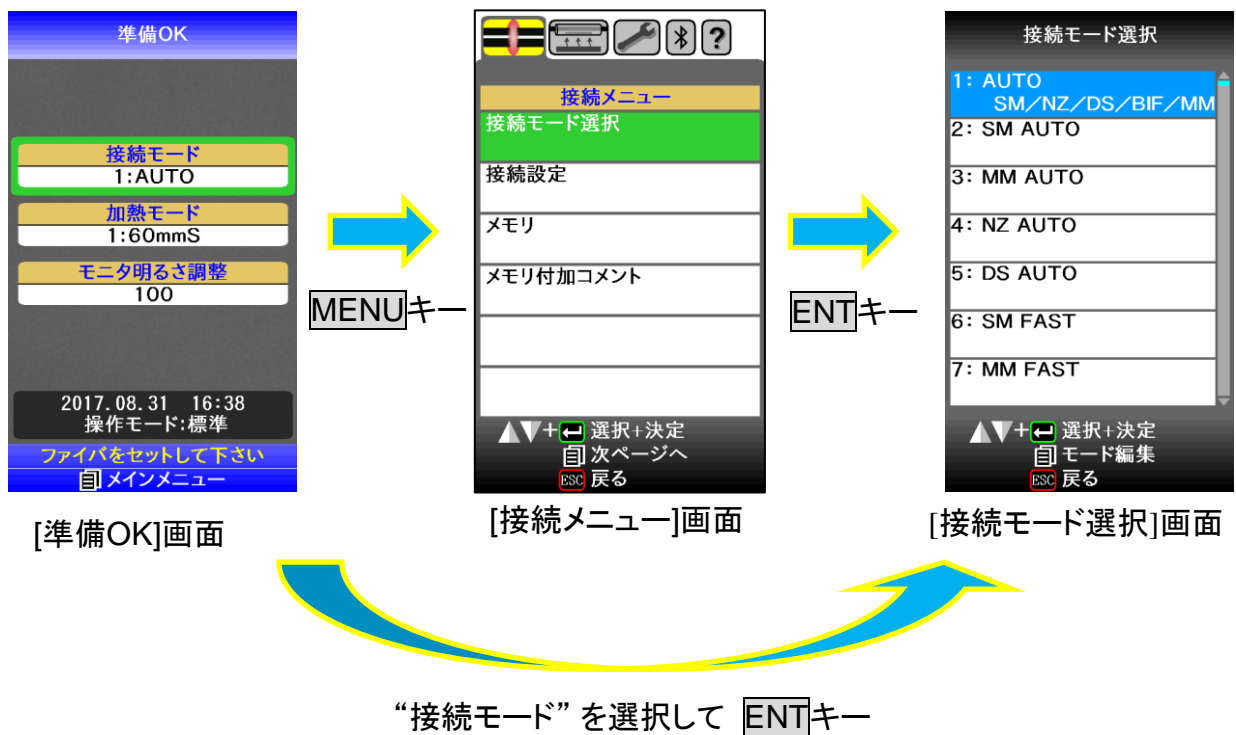 準備OK
接続モード
1:AUTO
加熱モード
1:60mmS
モニタ明るさ調整
100
2017.08.31 16:38
操作モード:標準
ファイバをセットして下さい
メインメニュー
[準備OK]画面
MENUキー
?
接続メニュー
接続モード選択
接続設定
メモリ
メモリ付加コメント
+ 選択+決定
次ページへ
ESC 戻る
[接続メニュー]画面
ENTキー
接続モード選択
1: AUTO
SM/NZ/DS/BIF/MM
2: SM AUTO
3: MM AUTO
4: NZ AUTO
5: DS AUTO
6: SM FAST
7: MM FAST
+ 選択+決定
モード編集
ESC 戻る
[接続モード選択]画面
“接続モード” を選択して ENTキー